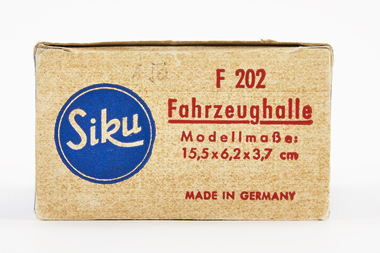 Siku
F 202
Fahrzeughalle
Modellmaße:
15,5x6,2x3,7 cm
MADE IN GERMANY